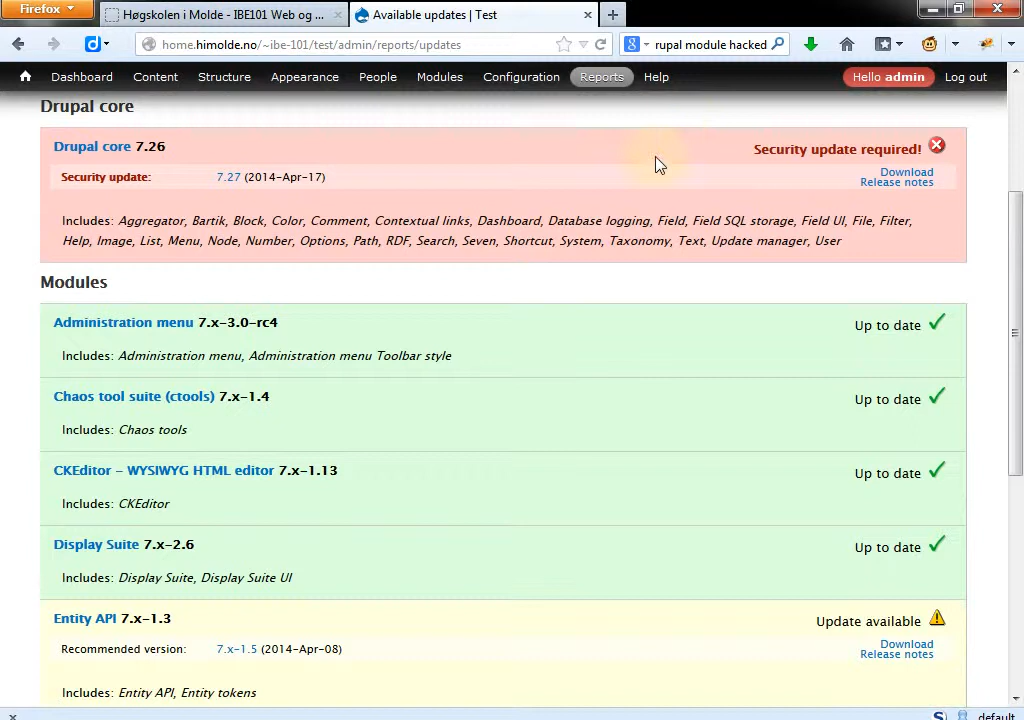 Firefox
Høgskolen i Molde - IBE101 Web og ...
Available updates | Test
home.himolde.no/~ibe-101/test/admin/reports/updates
rupal module hacked
Dashboard Content Structure Appearance People Modules Configuration Reports Help Hello admin Log out
Drupal core
Drupal core 7.26
Security update required!
Security update: 7.27 (2014-Apr-17)
Download
Release notes
Includes: Aggregator, Bartik, Block, Color, Comment, Contextual links, Dashboard, Database logging, Field, Field SQL storage, Field UI, File, Filter,
Help, Image, List, Menu, Node, Number, Options, Path, RDF, Search, Seven, Shortcut, System, Taxonomy, Text, Update manager, User
Modules
Administration menu 7.x-3.0-rc4
Up to date
Includes: Administration menu, Administration menu Toolbar style
Chaos tool suite (ctools) 7.x-1.4
Up to date
Includes: Chaos tools
CKEditor - WYSIWYG HTML editor 7.x-1.13
Up to date
Includes: CKEditor
Display Suite 7.x-2.6
Up to date
Includes: Display Suite, Display Suite UI
Entity API 7.x-1.3
Update available
Recommended version: 7.x-1.5 (2014-Apr-08)
Download
Release notes
Includes: Entity API, Entity tokens
default